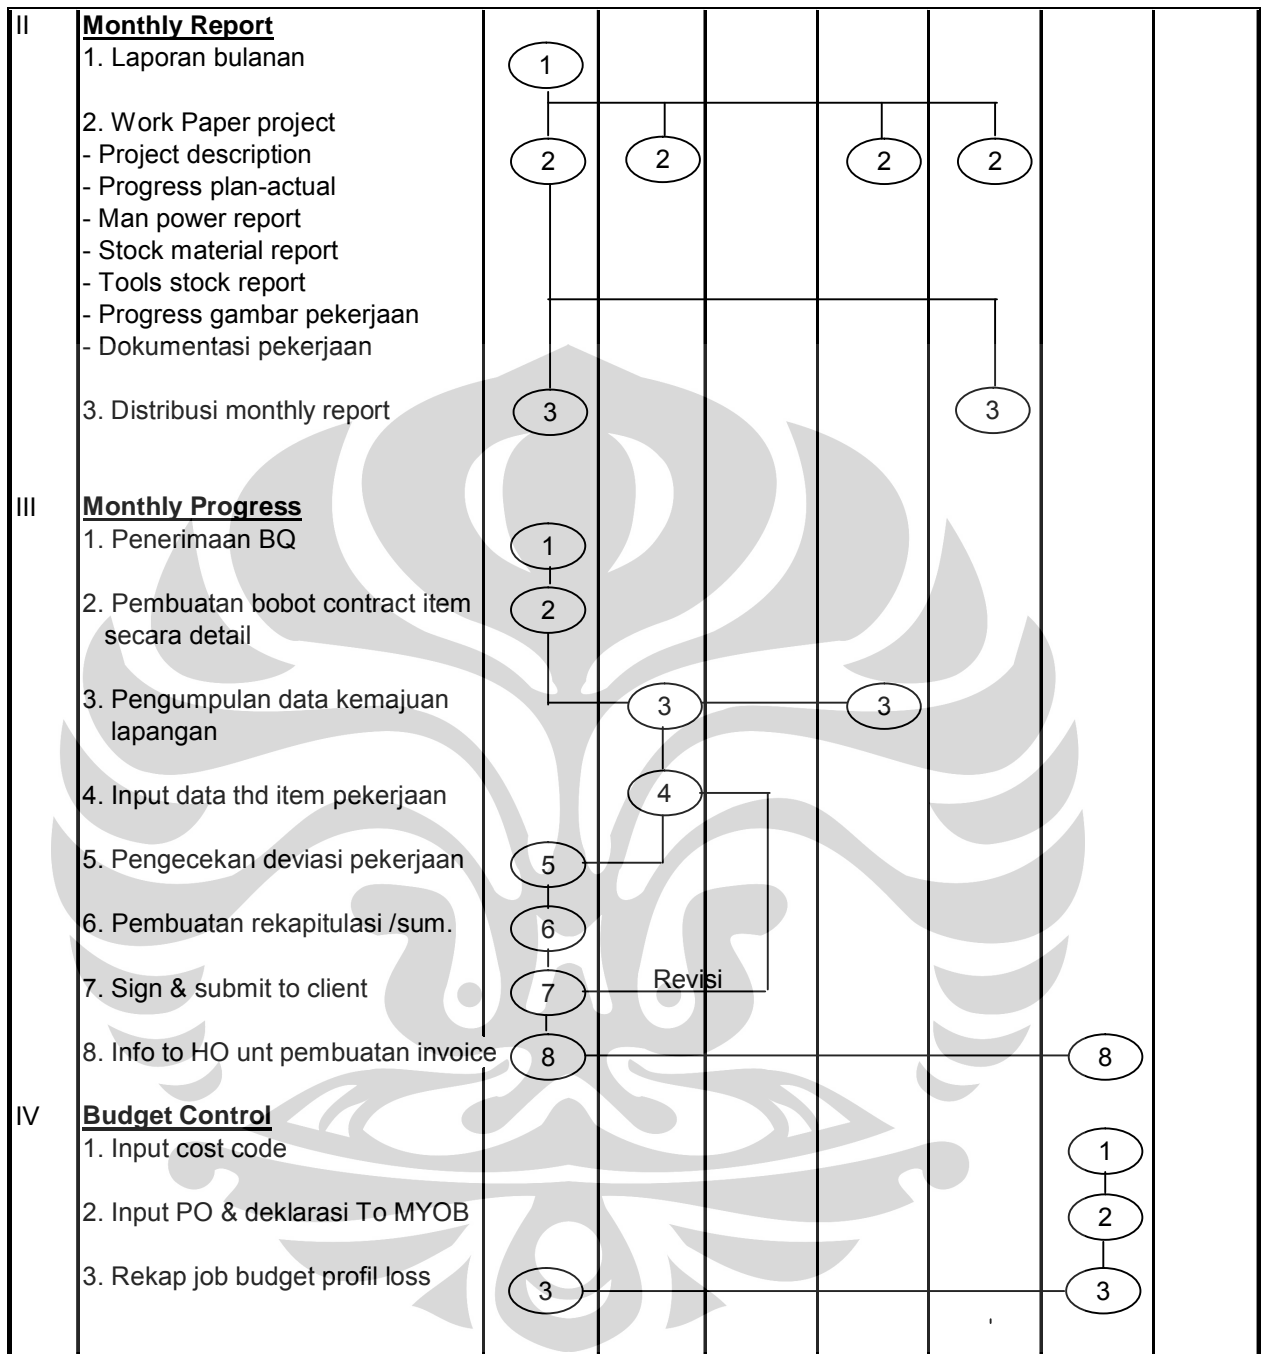 II Monthly Report
1. Laporan bulanan 1
2. Work Paper project
- Project description 2 2 2 2
- Progress plan-actual
- Man power report
- Stock material report
- Tools stock report
- Progress gambar pekerjaan
- Dokumentasi pekerjaan
3. Distribusi monthly report 3 3
III Monthly Progress
1. Penerimaan BQ 1
2. Pembuatan bobot contract item 2
secara detail
3. Pengumpulan data kemajuan 3 3
lapangan
4. Input data thd item pekerjaan 4
5. Pengecekan deviasi pekerjaan 5
6. Pembuatan rekapitulasi /sum. 6
7. Sign & submit to client 7 Revisi
8. Info to HO unt pembuatan invoice 8 8
IV Budget Control
1. Input cost code 1
2. Input PO & deklarasi To MYOB 2
3. Rekap job budget profil loss 3 3